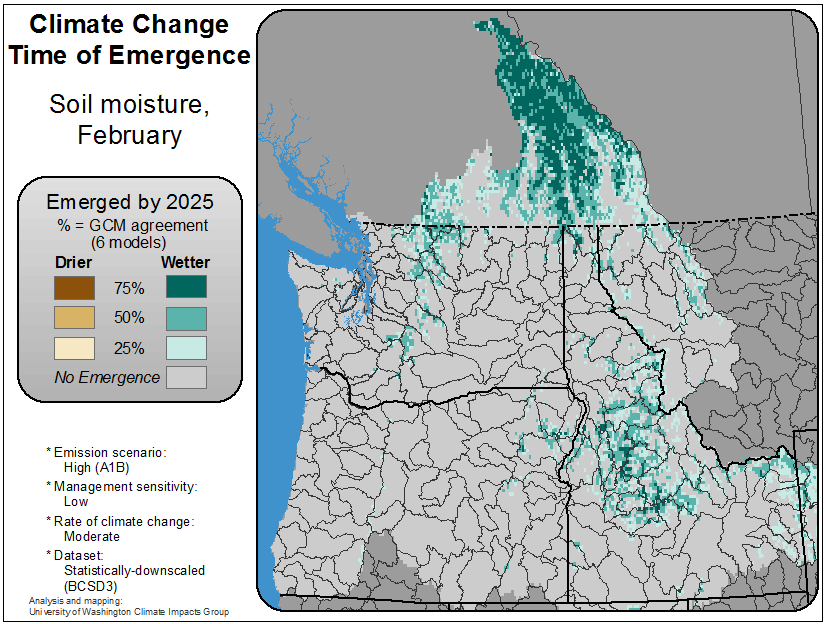 Climate Change
Time of Emergence
Soil moisture,
February
Emerged by 2025
% = GCM agreement
(6 models)
Drier Wetter
75%
50%
25%
No Emergence
* Emission scenario:
High (A1B)
* Management sensitivity:
Low
* Rate of climate change:
Moderate
* Dataset:
Statistically-downscaled
(BCSD3)
Analysis and mapping:
University of Washington Climate Impacts Group